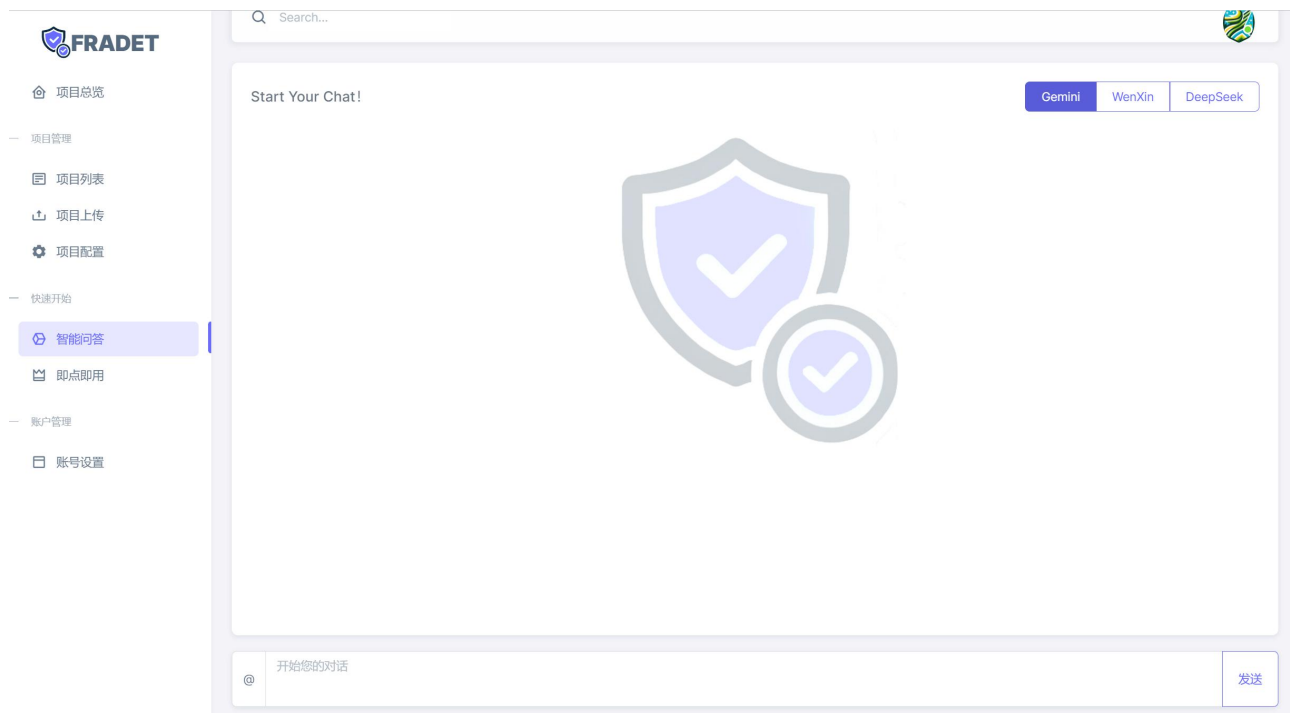 FRADET
项目总览
项目管理
项目列表
项目上传
项目配置
快速开始
智能问答
即点即用
账户管理
账号设置
Search...
Start Your Chat!
Gemini WenXin DeepSeek
@ 开始您的对话 发送